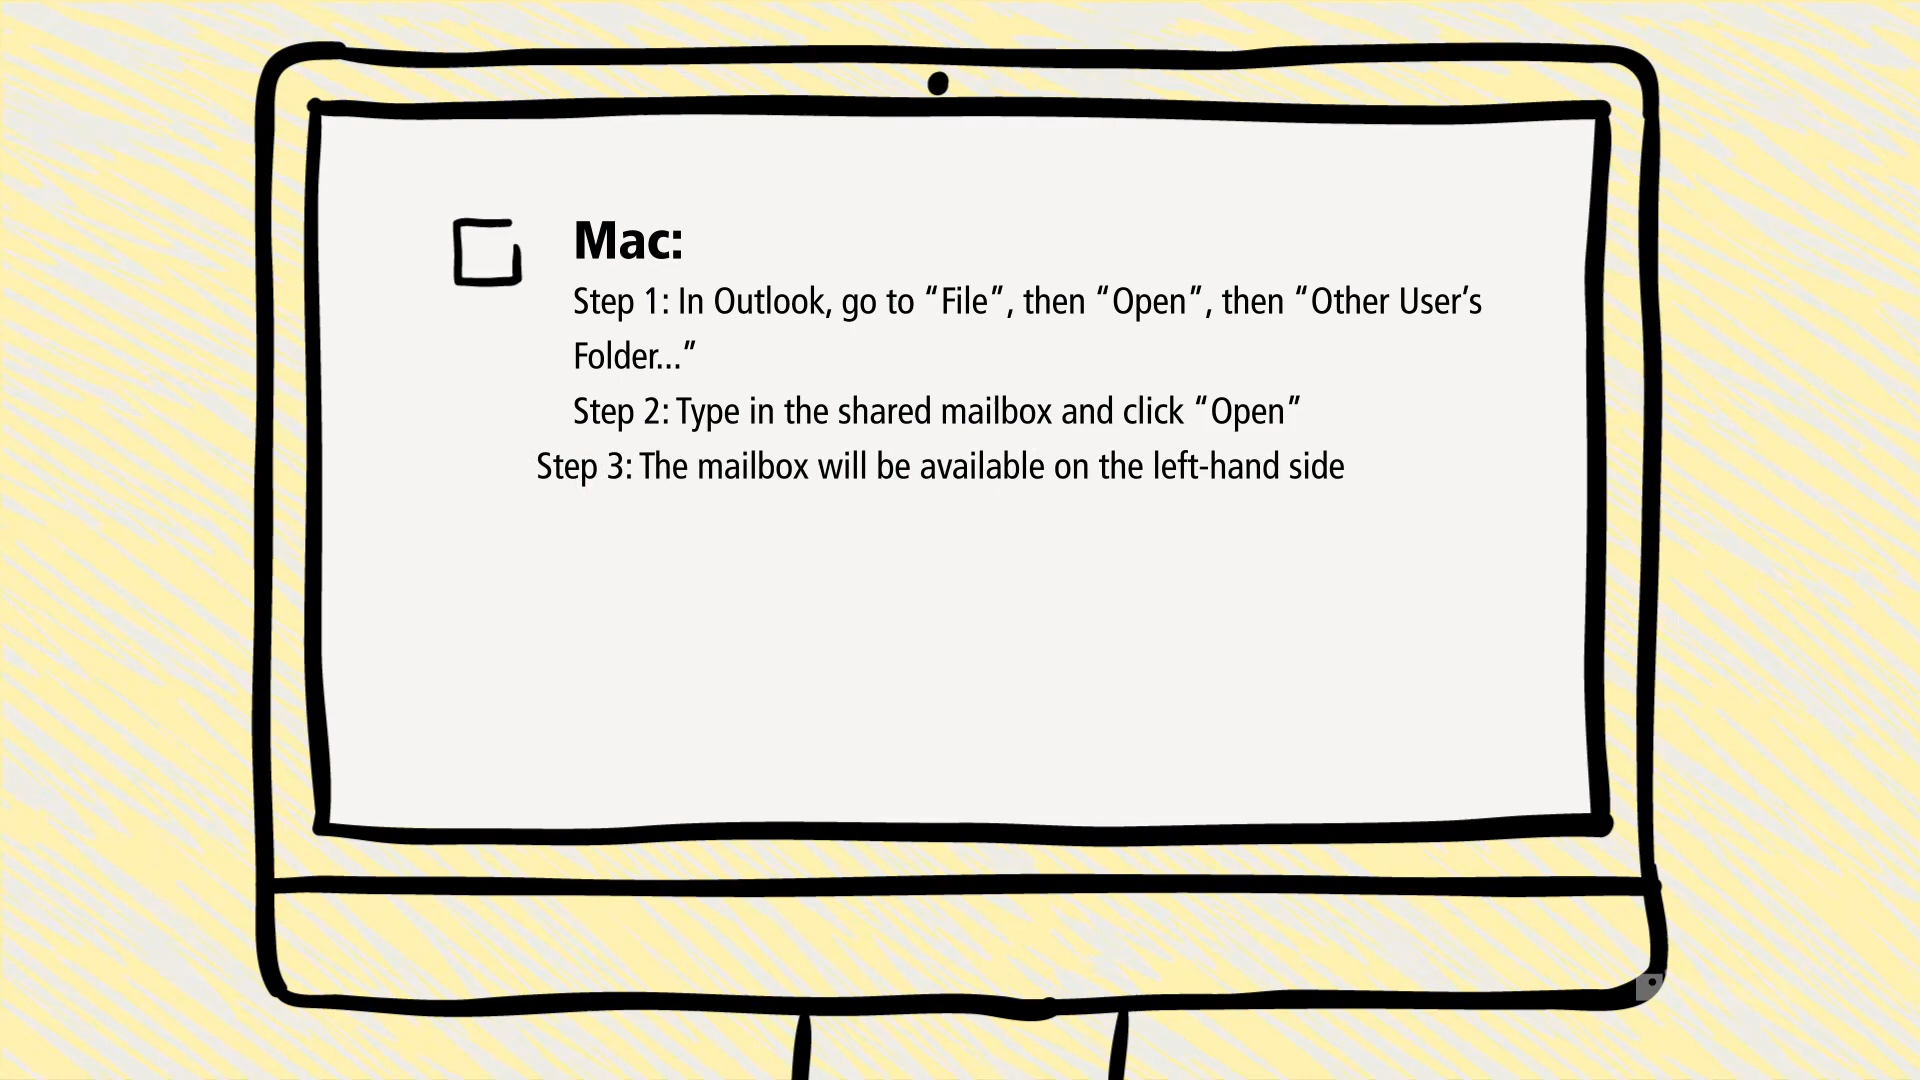 Mac:
Step 1: In Outlook, go to “File”, then “Open”, then “Other User’s
Folder...”
Step 2: Type in the shared mailbox and click “Open”
Step 3: The mailbox will be available on the left-hand side